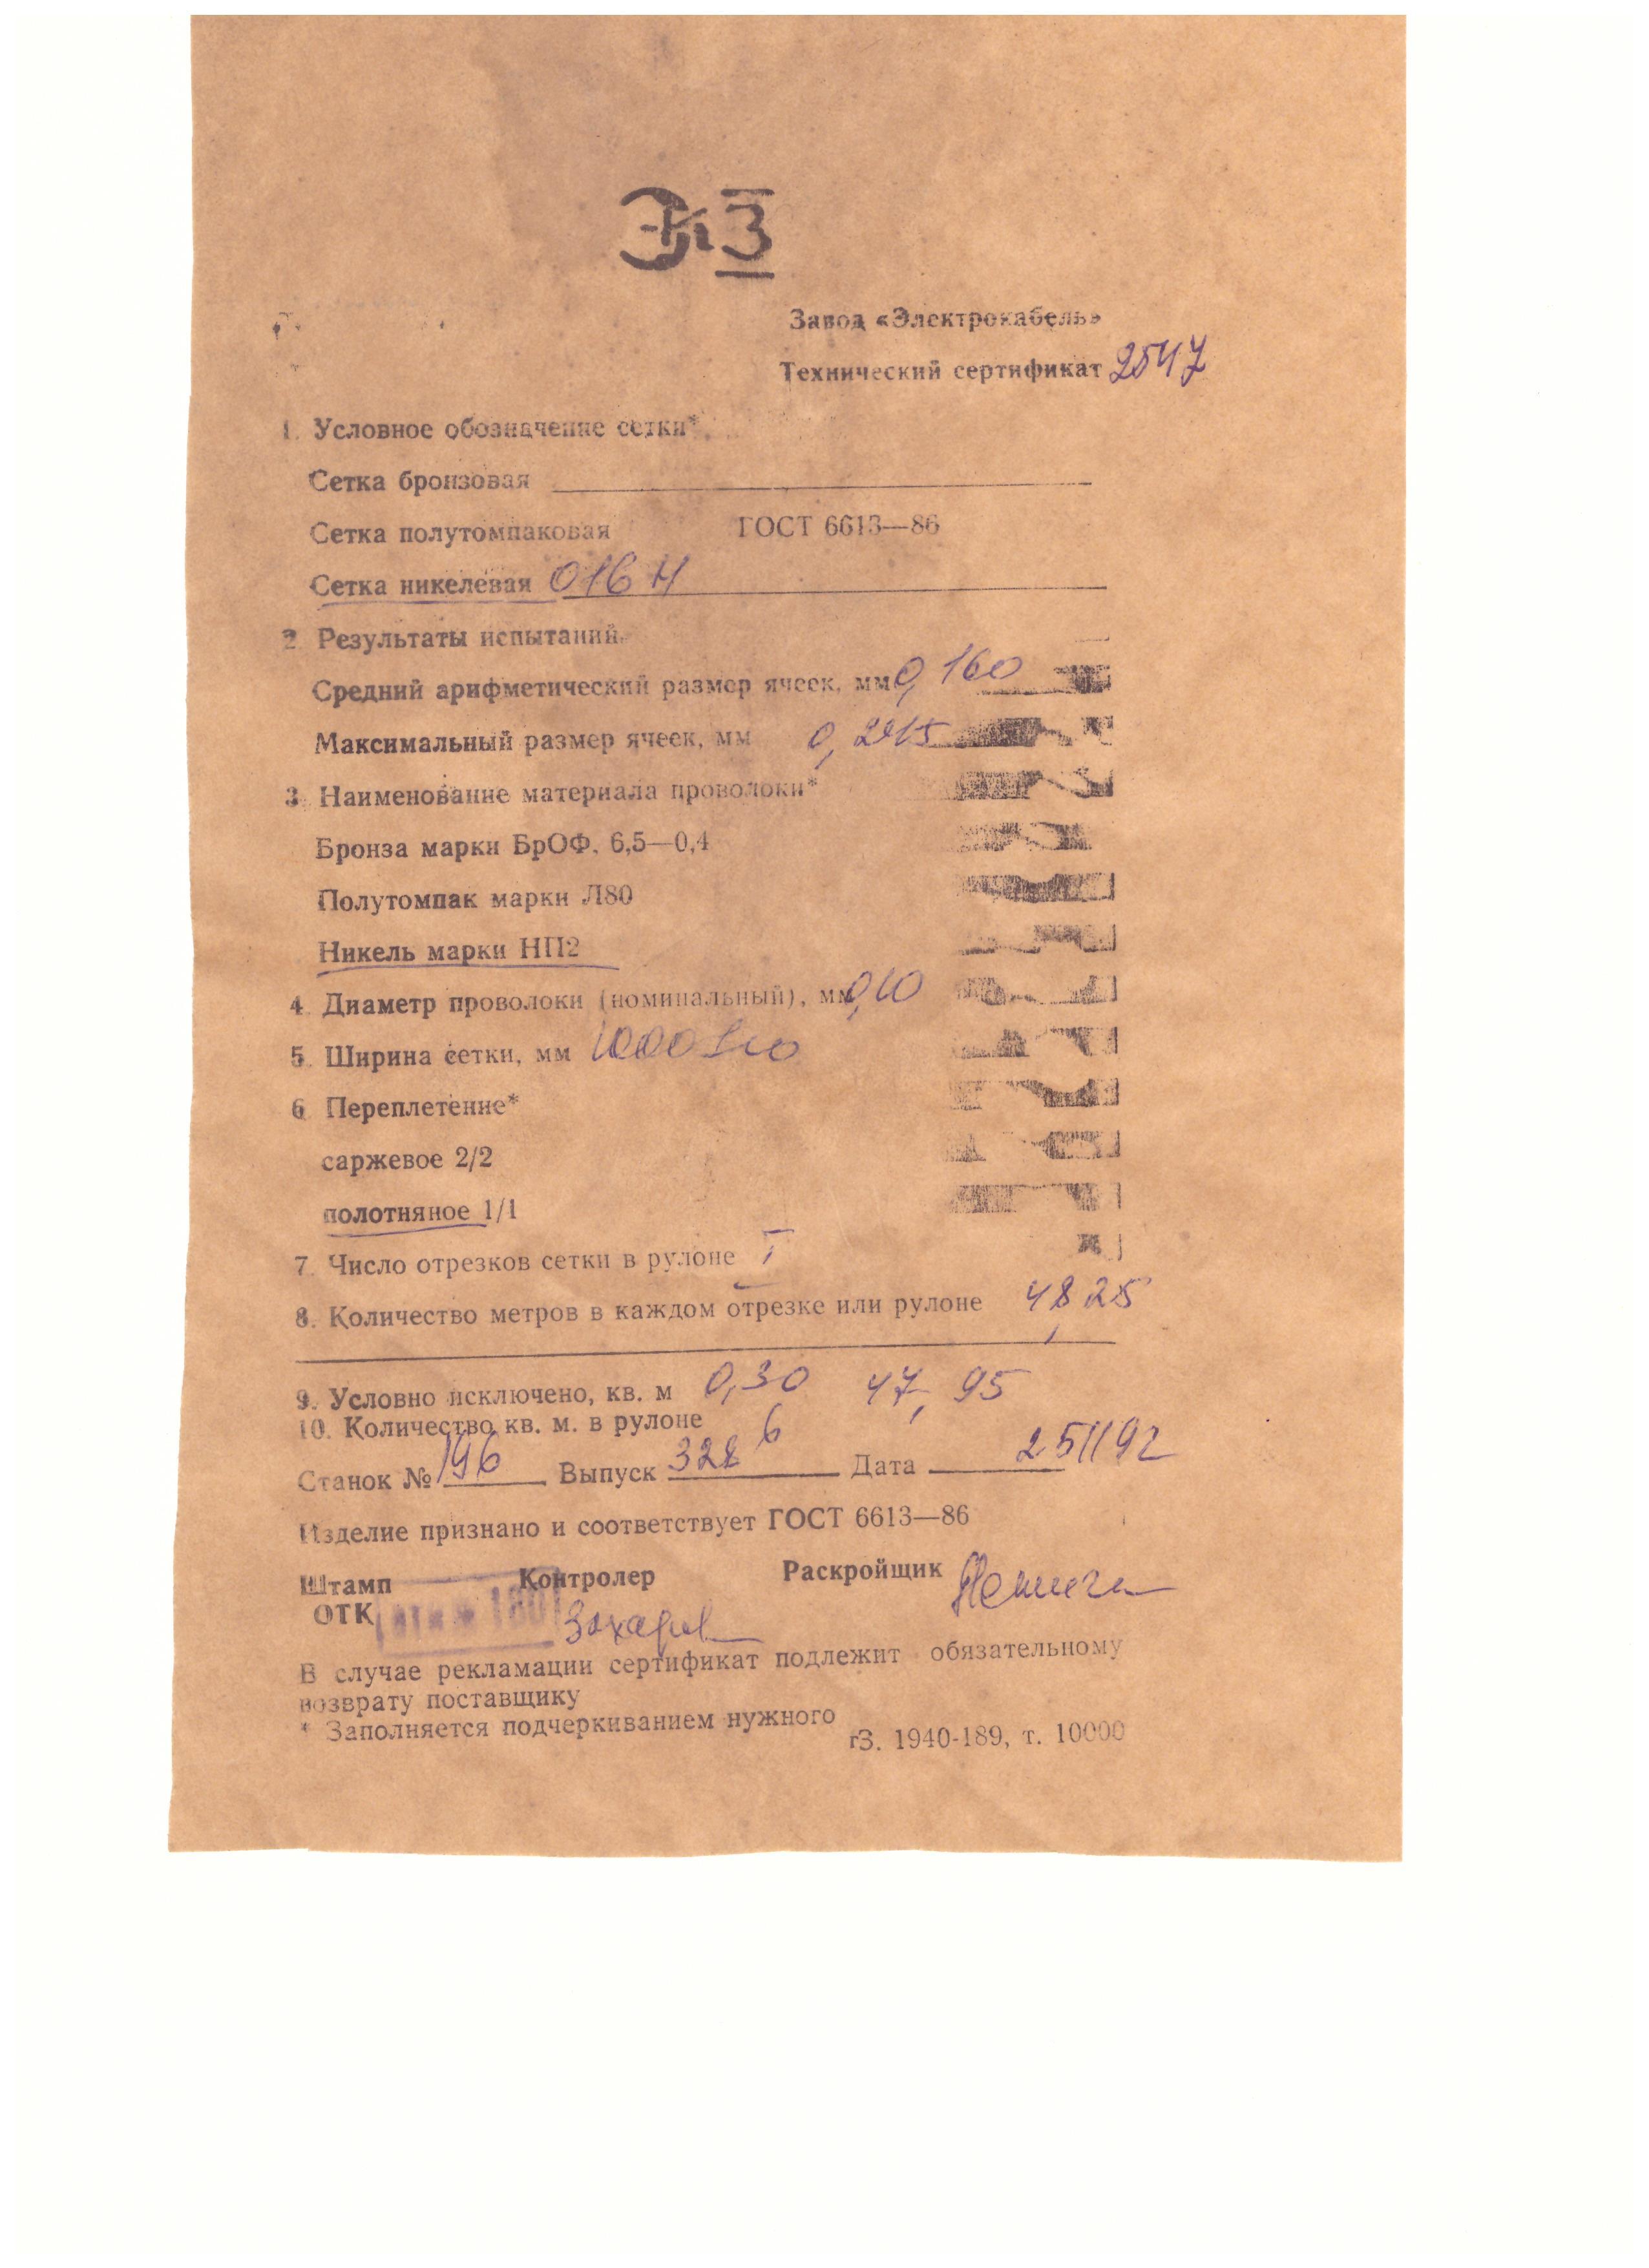 ЭКЗ
Завод «Электрокабель»
Технический сертификат 2547
1. Условное обозначение сетки*.
Сетка бронзовая
Сетка полутомпаковая ГОСТ 6613—86
Сетка никелевая 016 Н
2. Результаты испытаний.
Средний арифметический размер ячеек, мм 0,160
Максимальный размер ячеек, мм
3. Наименование материала проволоки*
Бронза марки БрОФ. 6,5—0,4
Полутомпак марки Л80
Никель марки НП2
4. Диаметр проволоки (номинальный), мм 0,10
5. Ширина сетки, мм 1000
6. Переплетение*
саржевое 2/2
полотняное 1/1
7. Число отрезков сетки в рулоне I
8. Количество метров в каждом отрезке или рулоне 48,25
9. Условно исключено, кв. м 0,30 47,95
10. Количество кв. м. в рулоне
Станок № 196 Выпуск 328 6 Дата 251192
Изделие признано и соответствует ГОСТ 6613—86
Штамп Контролер Раскройщик
ОТК
В случае рекламации сертификат подлежит обязательному
возврату поставщику
* Заполняется подчеркиванием нужного
гЗ. 1940-189, т. 10000